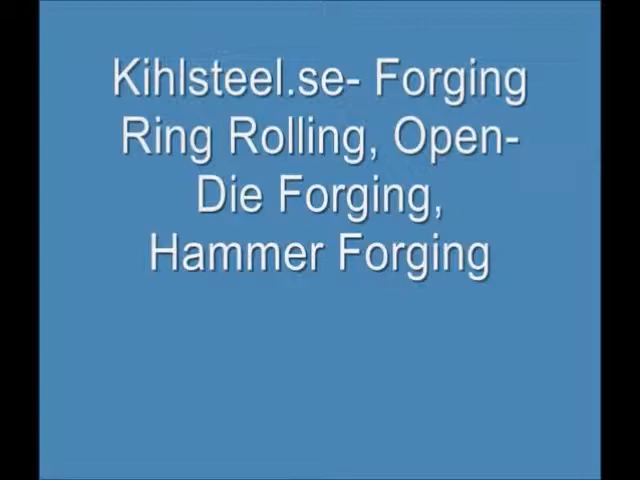 Kihlsteel.se- Forging
Ring Rolling, Open-
Die Forging,
Hammer Forging